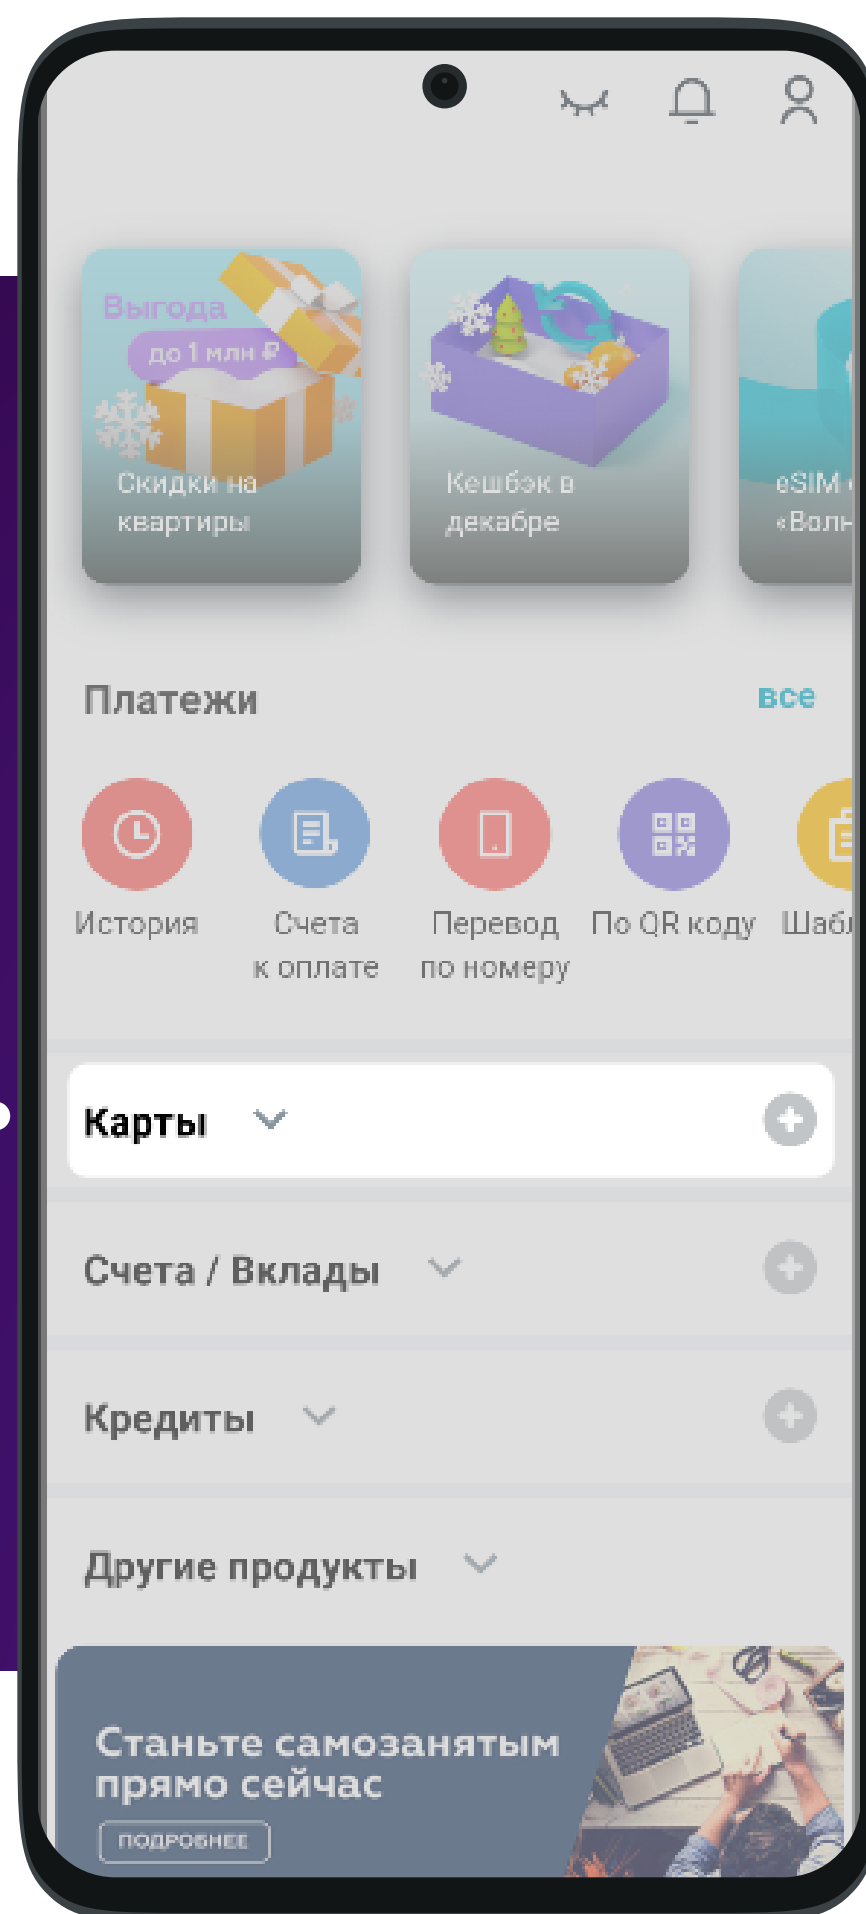 Выгода
до 1 млн ₽
Скидки на
квартиры
Кешбэк в
декабре
eSIM
Платежи
все
История
Счета
к оплате
Перевод
по номеру
По QR коду
Карты
Счета / Вклады
Кредиты
Другие продукты
Станьте самозанятым
прямо сейчас
ПОДРОБНЕЕ